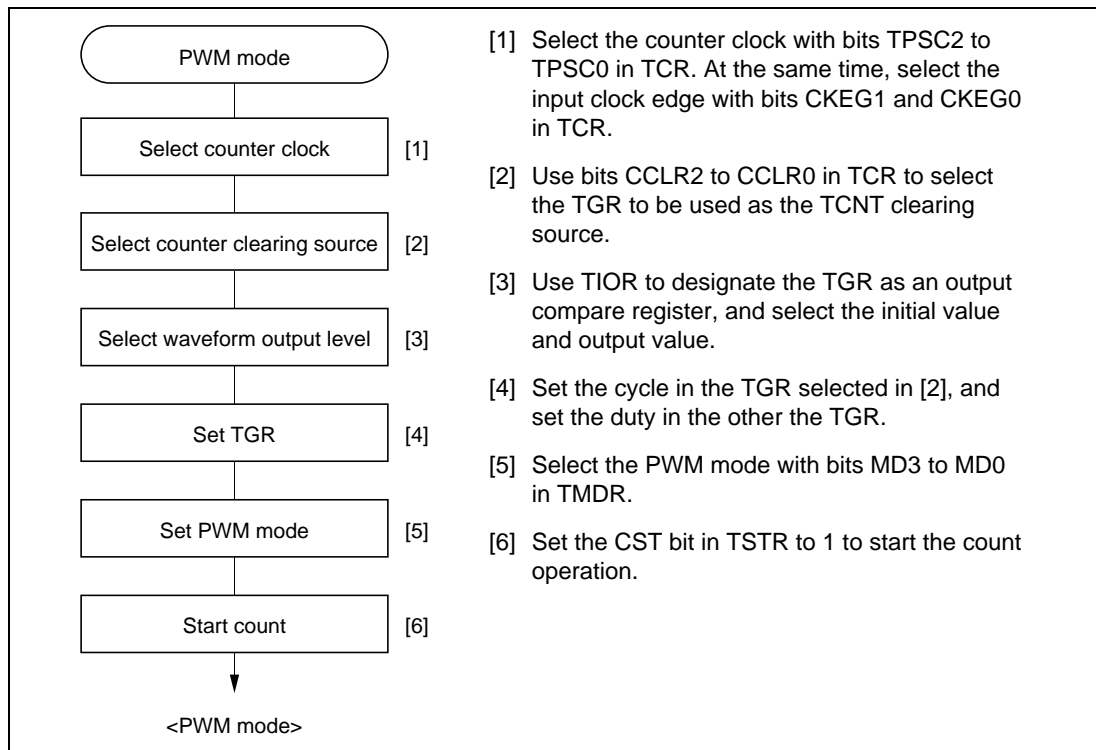 PWM mode
Select counter clock [1]
Select counter clearing source [2]
Select waveform output level [3]
Set TGR [4]
Set PWM mode [5]
Start count [6]
<PWM mode>
[1] Select the counter clock with bits TPSC2 to
TPSC0 in TCR. At the same time, select the
input clock edge with bits CKEG1 and CKEG0
in TCR.
[2] Use bits CCLR2 to CCLR0 in TCR to select
the TGR to be used as the TCNT clearing
source.
[3] Use TIOR to designate the TGR as an output
compare register, and select the initial value
and output value.
[4] Set the cycle in the TGR selected in [2], and
set the duty in the other the TGR.
[5] Select the PWM mode with bits MD3 to MD0
in TMDR.
[6] Set the CST bit in TSTR to 1 to start the count
operation.